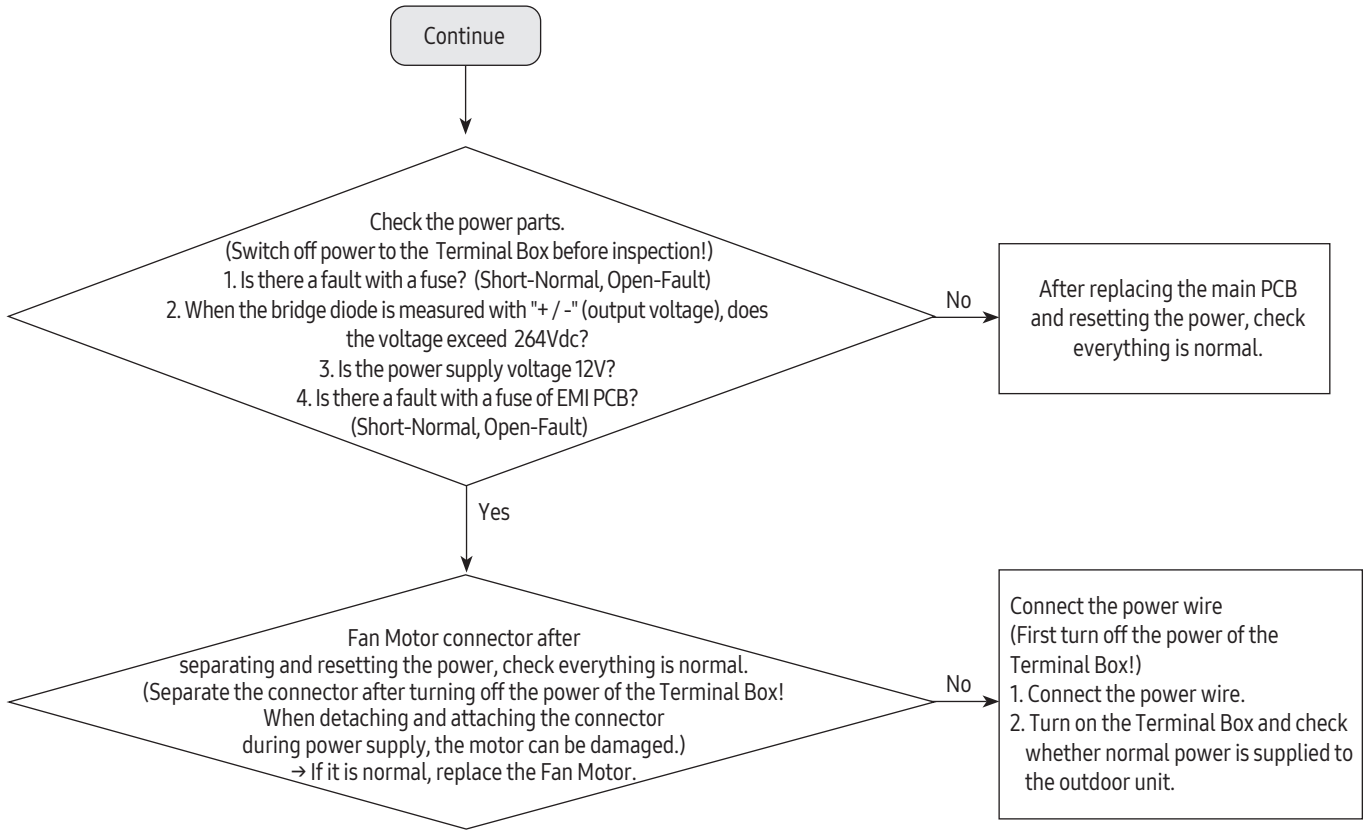 Continue
Check the power parts.
(Switch off power to the Terminal Box before inspection!)
1. Is there a fault with a fuse? (Short-Normal, Open-Fault)
2. When the bridge diode is measured with "+ / -" (output voltage), does
the voltage exceed 264Vdc?
3. Is the power supply voltage 12V?
4. Is there a fault with a fuse of EMI PCB?
(Short-Normal, Open-Fault)
No
After replacing the main PCB
and resetting the power, check
everything is normal.
Yes
Fan Motor connector after
separating and resetting the power, check everything is normal.
(Separate the connector after turning off the power of the Terminal Box!
When detaching and attaching the connector
during power supply, the motor can be damaged.)
→ If it is normal, replace the Fan Motor.
No
Connect the power wire
(First turn off the power of the
Terminal Box!)
1. Connect the power wire.
2. Turn on the Terminal Box and check
whether normal power is supplied to
the outdoor unit.